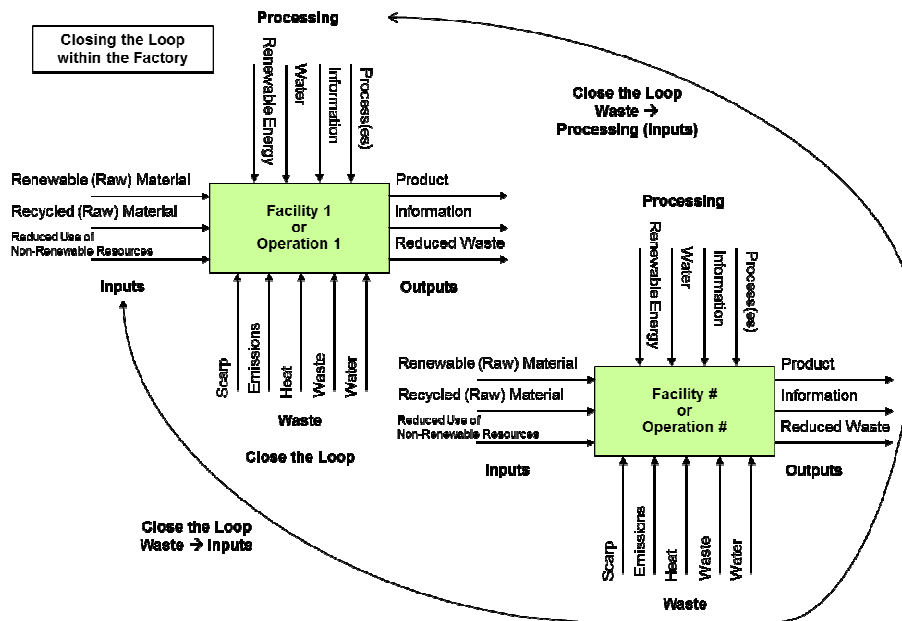 Closing the Loop
within the Factory
Processing
Renewable Energy
Water
Information
Process(es)
Close the Loop
Waste →
Processing (Inputs)
Renewable (Raw) Material
Recycled (Raw) Material
Reduced Use of
Non-Renewable Resources
Inputs
Facility 1
or
Operation 1
Product
Information
Reduced Waste
Outputs
Scarp
Emissions
Heat
Waste
Water
Waste
Close the Loop
Processing
Renewable Energy
Water
Information
Process(es)
Renewable (Raw) Material
Recycled (Raw) Material
Reduced Use of
Non-Renewable Resources
Inputs
Facility #
or
Operation #
Product
Information
Reduced Waste
Outputs
Scarp
Emissions
Heat
Waste
Water
Waste
Close the Loop
Waste → Inputs